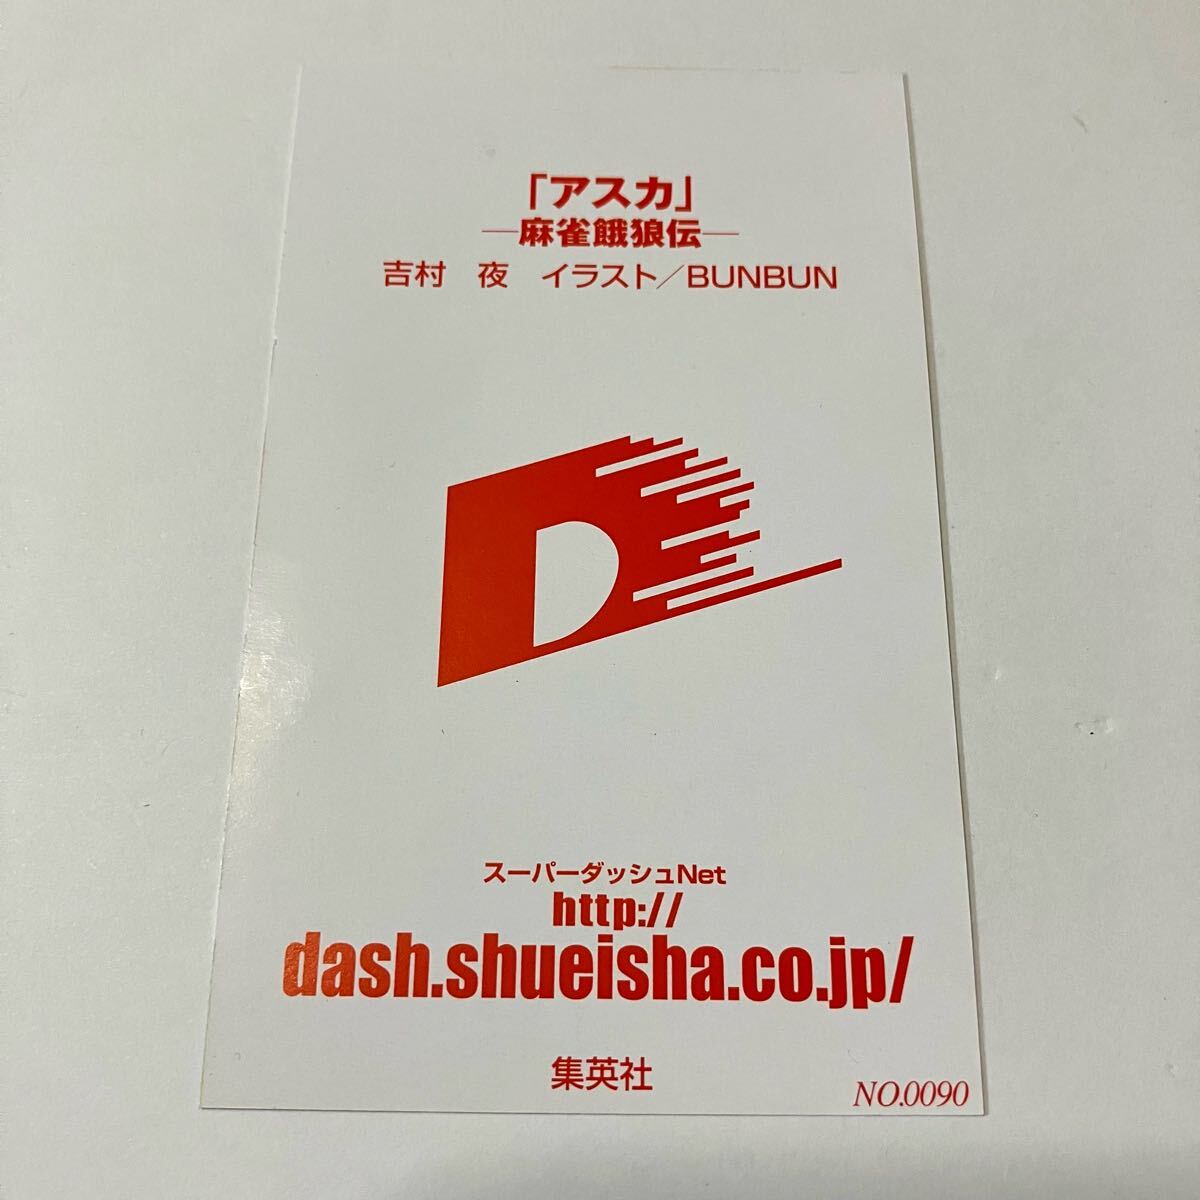 「アスカ」
―麻雀餓狼伝―
吉村　夜　イラスト／BUNBUN
D
スーパーダッシュNet
http://
dash.shueisha.co.jp/
集英社
NO.0090